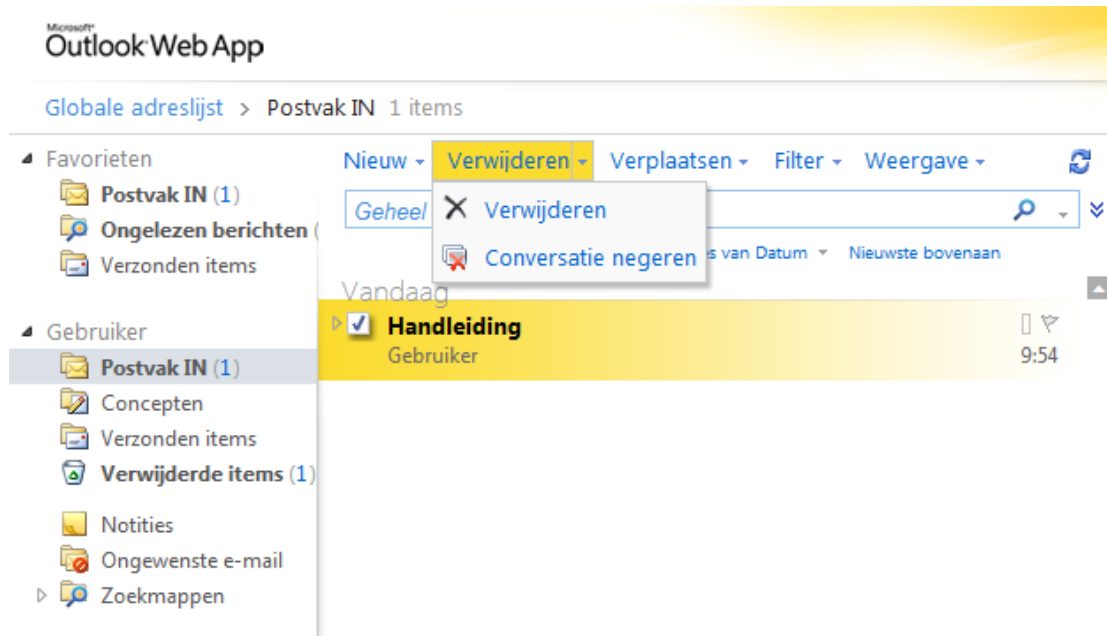 Microsoft
Outlook Web App
Globale adreslijst > Postvak IN 1 items
Favorieten
Postvak IN (1)
Ongelezen berichten (
Verzonden items
Gebruiker
Postvak IN (1)
Concepten
Verzonden items
Verwijderde items (1)
Notities
Ongewenste e-mail
Zoekmappen
Nieuw Verwijderen Verplaatsen Filter Weergave
Geheel
Verwijderen
Conversatie negeren
van Datum Nieuwste bovenaan
Vandaag
Handleiding
Gebruiker 9:54